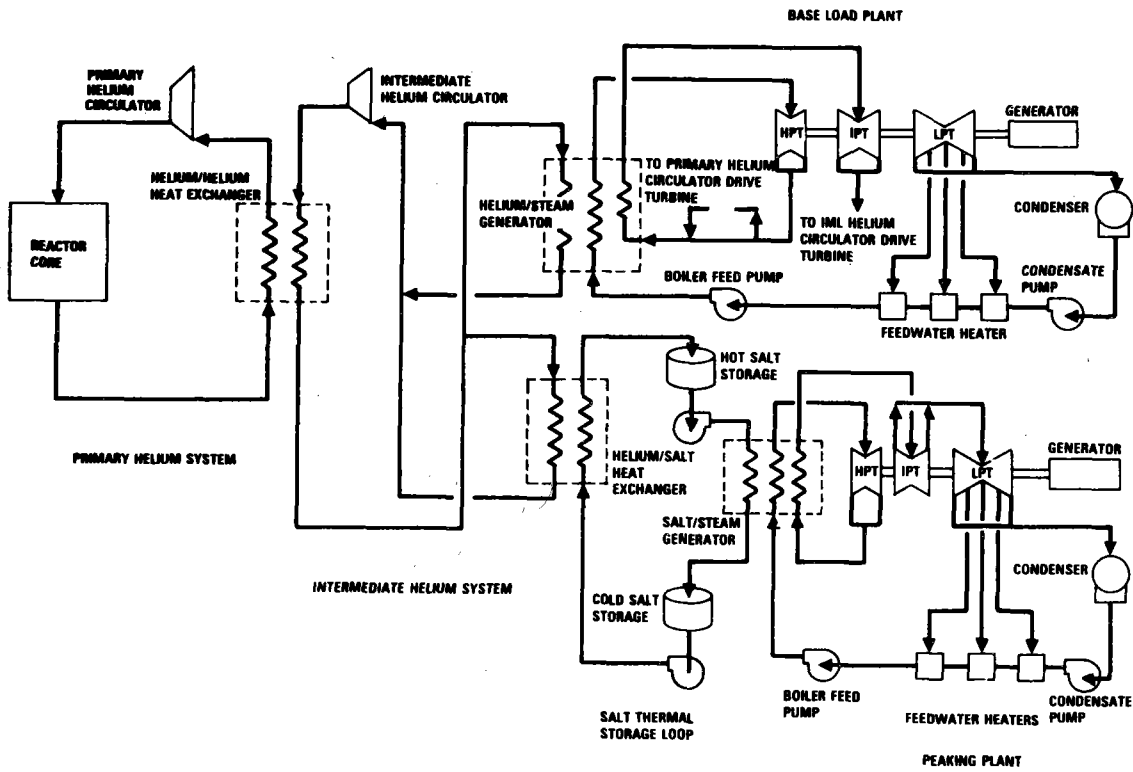 BASE LOAD PLANT
PRIMARY
HELIUM
CIRCULATOR
INTERMEDIATE
HELIUM CIRCULATOR
GENERATOR
HPT
IPT
LPT
HELIUM/HELIUM
HEAT EXCHANGER
HELIUM/STEAM
GENERATOR
TO PRIMARY HELIUM
CIRCULATOR DRIVE
TURBINE
TO IML HELIUM
CIRCULATOR DRIVE
TURBINE
CONDENSER
REACTOR
CORE
BOILER FEED PUMP
CONDENSATE
PUMP
FEEDWATER HEATER
HOT SALT
STORAGE
PRIMARY HELIUM SYSTEM
HELIUM/SALT
HEAT
EXCHANGER
HPT
IPT
LPT
GENERATOR
SALT/STEAM
GENERATOR
INTERMEDIATE HELIUM SYSTEM
COLD SALT
STORAGE
CONDENSER
BOILER FEED
PUMP
CONDENSATE
PUMP
FEEDWATER HEATERS
SALT THERMAL
STORAGE LOOP
PEAKING PLANT